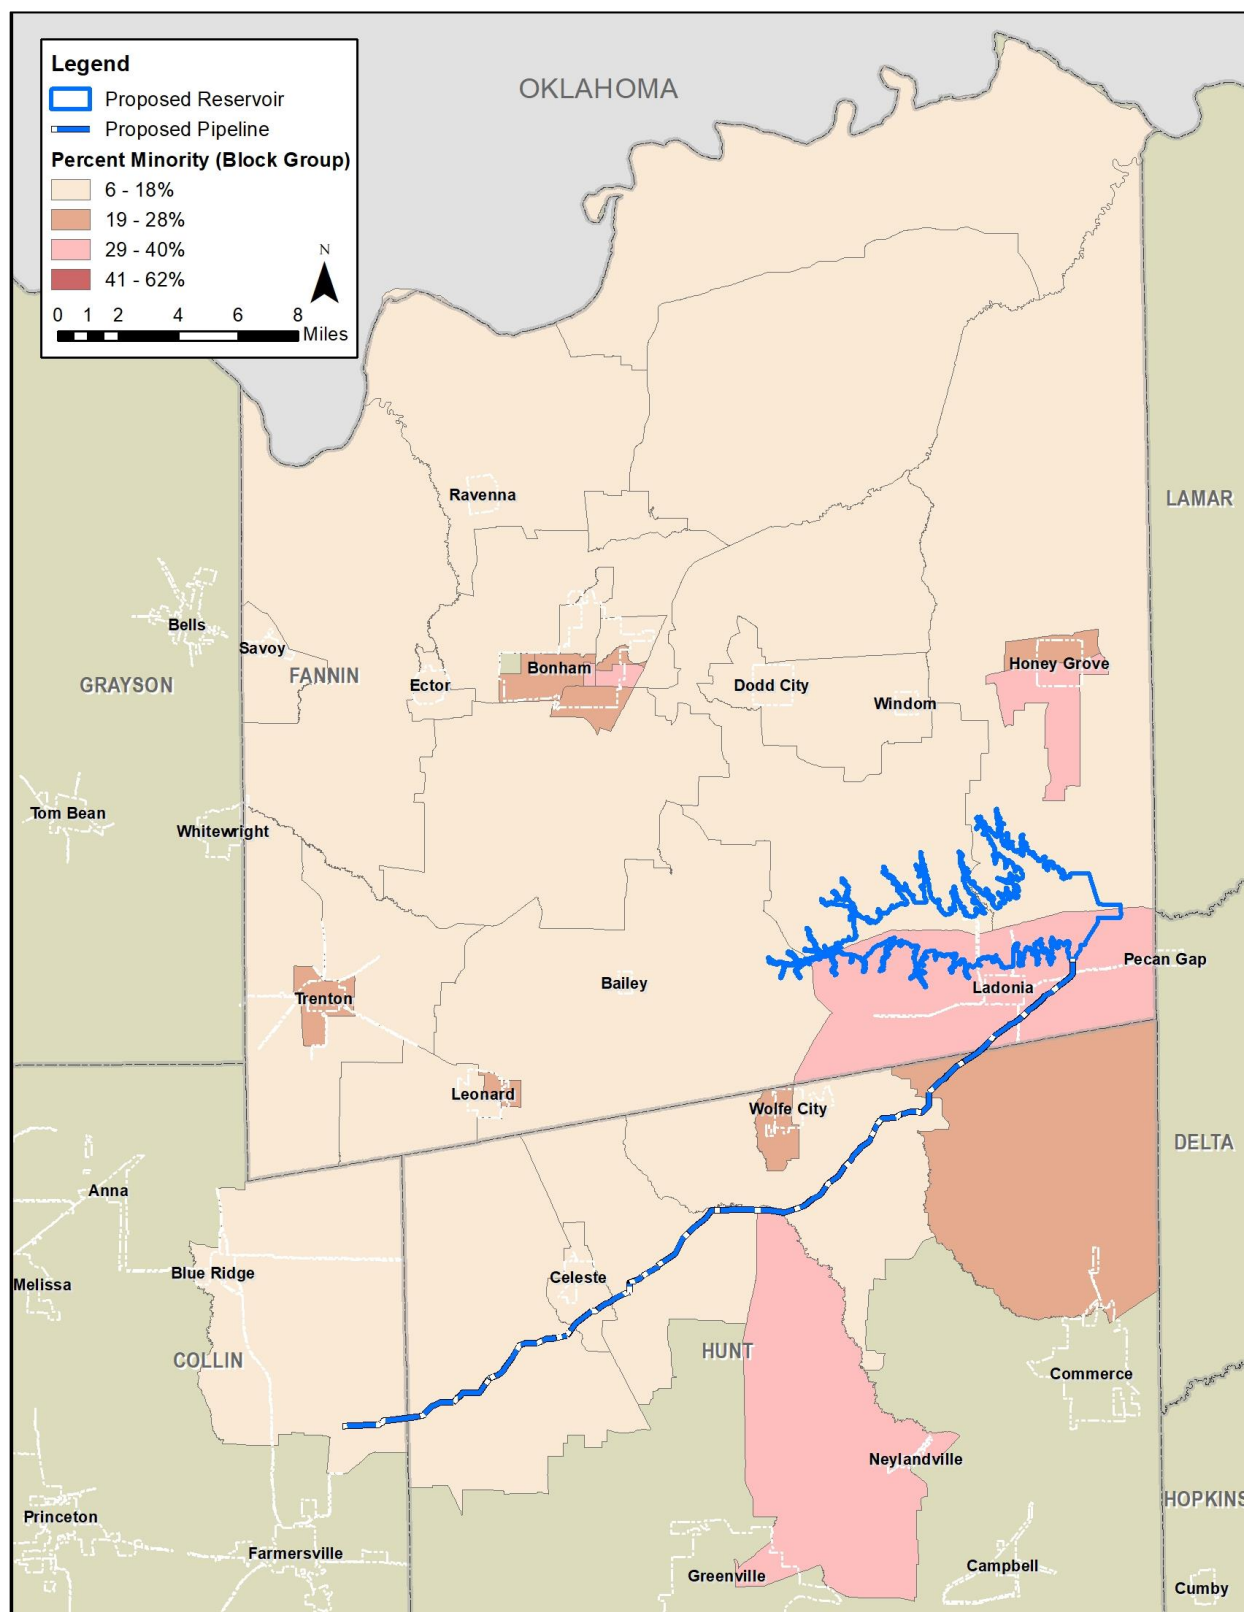 Legend
Proposed Reservoir
Proposed Pipeline
Percent Minority (Block Group)
6 - 18%
19 - 28%
29 - 40%
41 - 62%
N
0 1 2 4 6 8
Miles
OKLAHOMA
Ravenna
LAMAR
Bells
Savoy
FANNIN
GRAYSON
Ector
Bonham
Dodd City
Windom
Honey Grove
Tom Bean
Whitewright
Trenton
Bailey
Ladonia
Pecan Gap
Leonard
Wolfe City
DELTA
Anna
Melissa
Blue Ridge
Celeste
COLLIN
HUNT
Commerce
Neylandville
HOPKINS
Princeton
Farmersville
Greenville
Campbell
Cumby